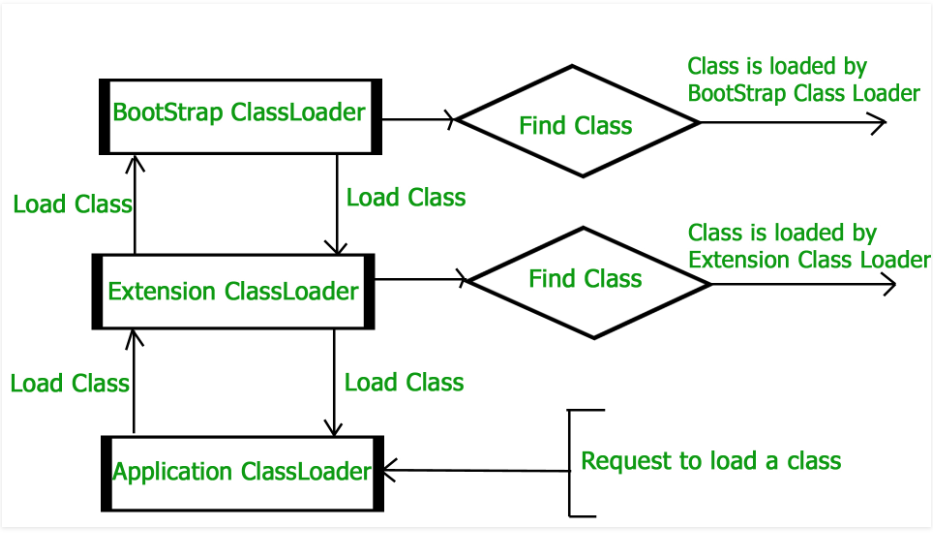 Class is loaded by
BootStrap Class Loader
BootStrap ClassLoader
Find Class
Load Class
Load Class
Class is loaded by
Extension Class Loader
Extension ClassLoader
Find Class
Load Class
Load Class
Application ClassLoader
Request to load a class